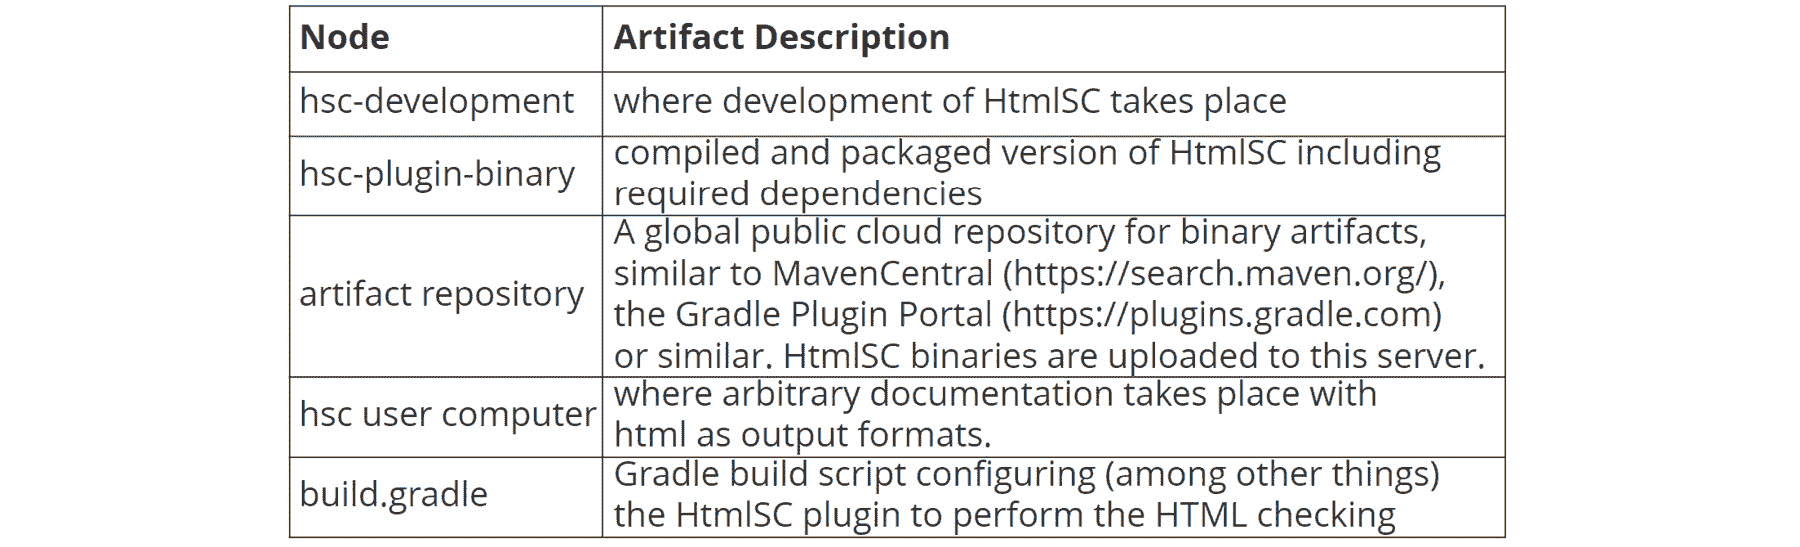 Node
Artifact Description
hsc-development
where development of HtmlSC takes place
hsc-plugin-binary
compiled and packaged version of HtmlSC including
required dependencies
artifact repository
A global public cloud repository for binary artifacts,
similar to MavenCentral (https://search.maven.org/),
the Gradle Plugin Portal (https://plugins.gradle.com)
or similar. HtmlSC binaries are uploaded to this server.
hsc user computer
where arbitrary documentation takes place with
html as output formats.
build.gradle
Gradle build script configuring (among other things)
the HtmlSC plugin to perform the HTML checking